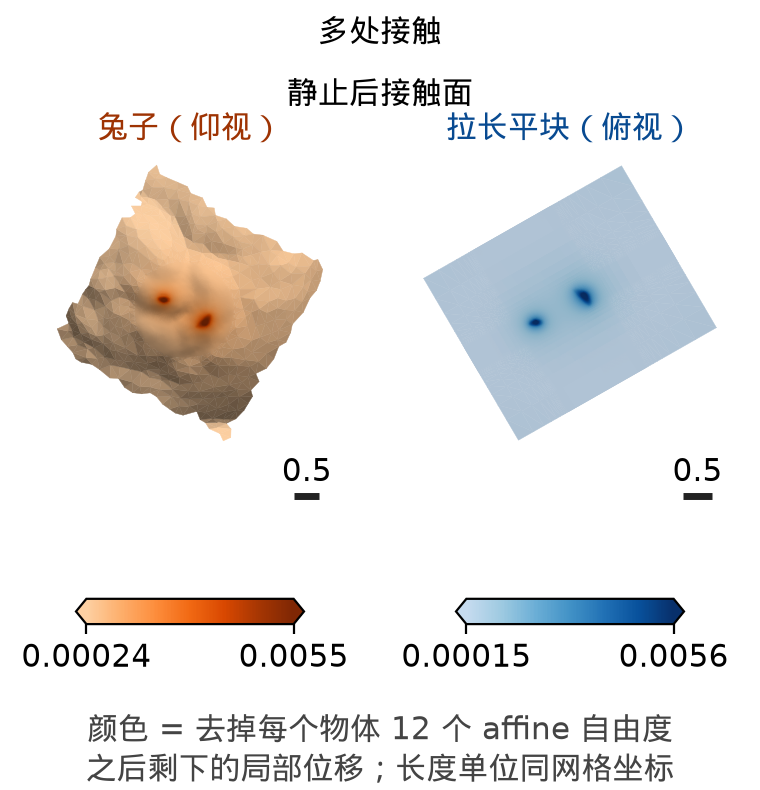 多处接触
静止后接触面
兔子（仰视）
拉长平块（俯视）
0.5
0.5
0.00024
0.0055
0.00015
0.0056
颜色 = 去掉每个物体 12 个 affine 自由度
之后剩下的局部位移；长度单位同网格坐标